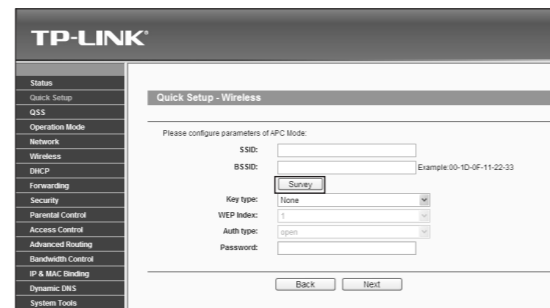 TP-LINK®
Status
Quick Setup
QSS
Operation Mode
Network
Wireless
DHCP
Forwarding
Security
Parental Control
Access Control
Advanced Routing
Bandwidth Control
IP & MAC Binding
Dynamic DNS
System Tools
Quick Setup - Wireless
Please configure parameters of APC Mode:
SSID:
BSSID: Example:00-1D-0F-11-22-33
Survey
Key type: None
WEP Index: 1
Auth type: open
Password:
Back Next